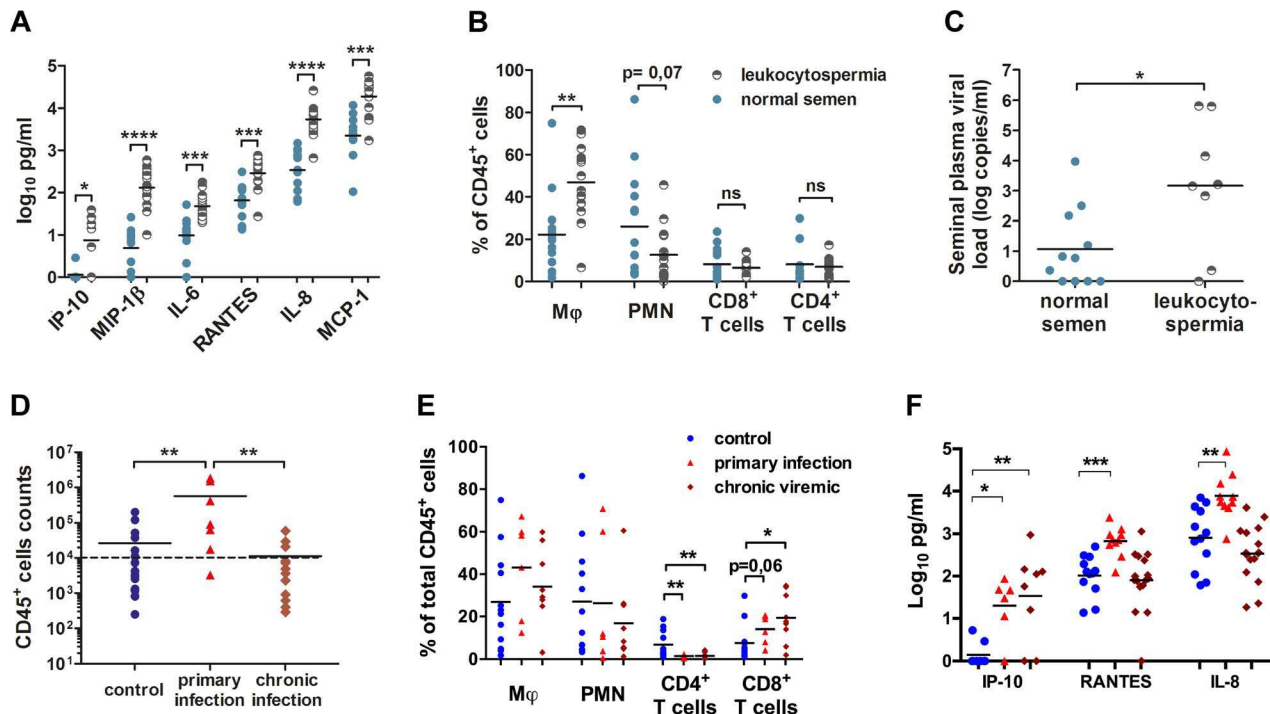 A
log10 pg/ml
5
4
3
2
1
0
*
****
***
***
****
***
IP-10
MIP-1β
IL-6
RANTES
IL-8
MCP-1
B
% of CD45+ cells
100
80
60
40
20
0
p= 0,07
**
ns
ns
leukocytospermia
normal semen
Mφ
PMN
CD8+
T cells
CD4+
T cells
C
Seminal plasma viral
load (log copies/ml)
7
6
5
4
3
2
1
0
*
normal
semen
leukocyto-
spermia
D
CD45+ cells counts
10^7
10^6
10^5
10^4
10^3
10^2
10^1
**
**
control
primary
infection
chronic
infection
E
% of total CD45+ cells
100
80
60
40
20
0
control
primary infection
chronic viremic
**
**
*
p=0,06
Mφ
PMN
CD4+
T cells
CD8+
T cells
F
Log10 pg/ml
5
4
3
2
1
0
**
*
***
**
IP-10
RANTES
IL-8